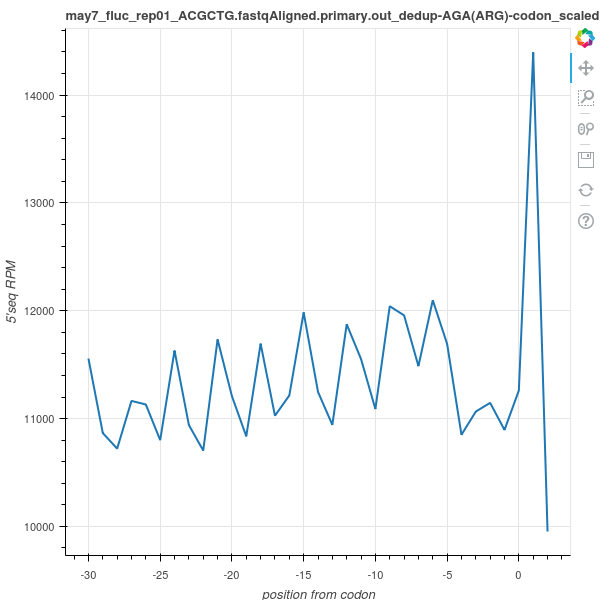 may7_fluc_rep01_ACGCTG.fastqAligned.primary.out_dedup-AGA(ARG)-codon_scaled
14000
13000
12000
11000
10000
5'seq RPM
-30 -25 -20 -15 -10 -5 0
position from codon